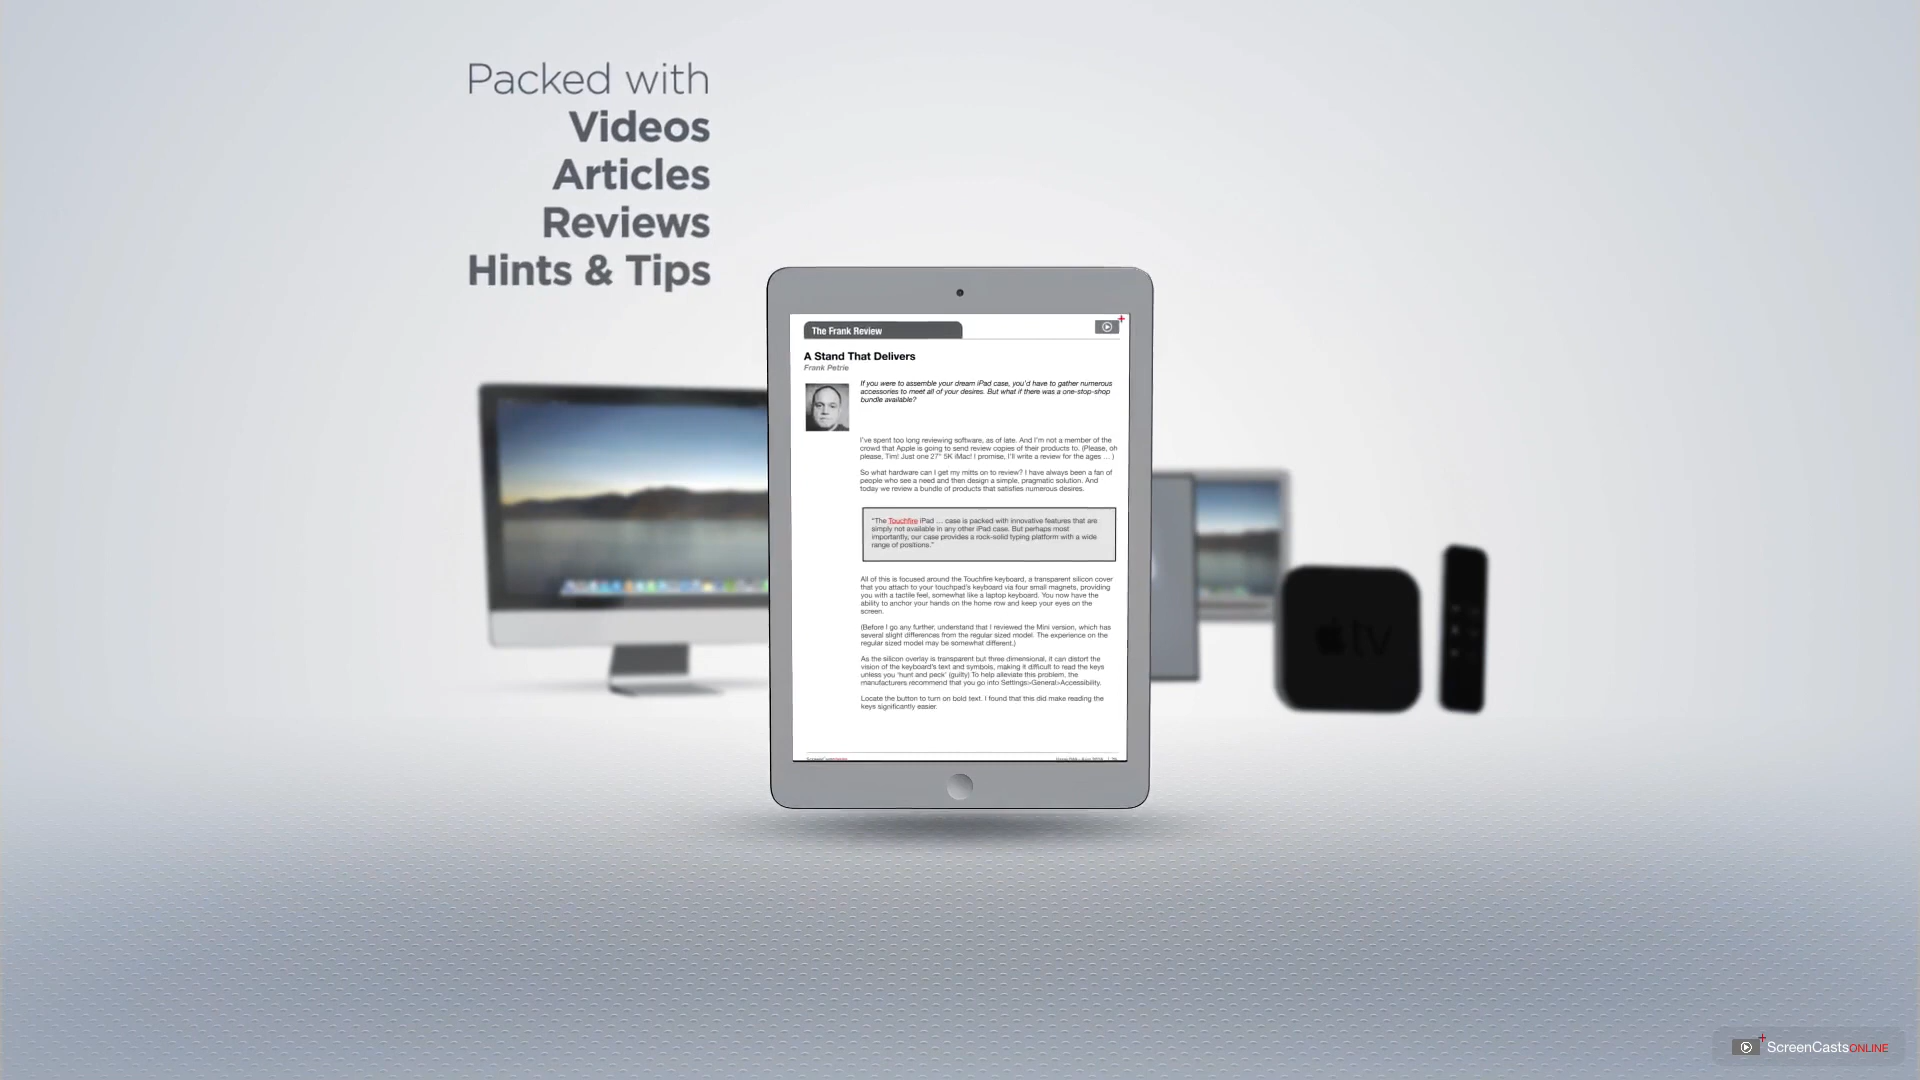 Packed with
Videos
Articles
Reviews
Hints & Tips
The Frank Review
A Stand That Delivers
Frank Petrie
If you were to assemble your dream iPad case, you'd have to gather numerous
accessories to meet all of your desires. But what if there was a one-stop-shop
bundle available?
I've spent too long reviewing software, as of late. And I'm not a member of the
crowd that Apple is going to send review copies of their products to. (Please, oh
please, Tim! Just one 27" 5K iMac! I promise, I'll write a review for the ages ... )
So what hardware can I get my mitts on to review? I have always been a fan of
people who see a need and then design a simple, pragmatic solution. And
today we review a bundle of products that satisfies numerous desires.
"The Touchfire iPad ... case is packed with innovative features that are
simply not available in any other iPad case. But perhaps most
importantly, our case provides a rock-solid typing platform with a wide
range of positions."
All of this is focused around the Touchfire keyboard, a transparent silicon cover
that you attach to your touchpad's keyboard via four small magnets, providing
you with a tactile feel, somewhat like a laptop keyboard. You now have the
ability to anchor your hands on the home row and keep your eyes on the
screen.
(Before I go any further, understand that I reviewed the Mini version, which has
several slight differences from the regular sized model. The experience on the
regular sized model may be somewhat different.)
As the silicon overlay is transparent but three dimensional, it can distort the
vision of the keyboard's text and symbols, making it difficult to read the keys
unless you 'hunt and peck' (guilty) To help alleviate this problem, the
manufacturers recommend that you go into Settings>General>Accessibility.
Locate the button to turn on bold text. I found that this did make reading the
keys significantly easier.
tv
ScreenCastsONLINE